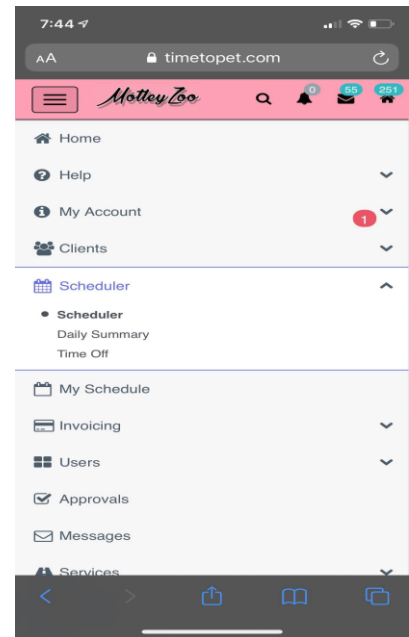 7:44
AA timetopet.com
Motley Zoo 0 55 251
Home
Help
My Account 1
Clients
Scheduler
Scheduler
Daily Summary
Time Off
My Schedule
Invoicing
Users
Approvals
Messages
Services